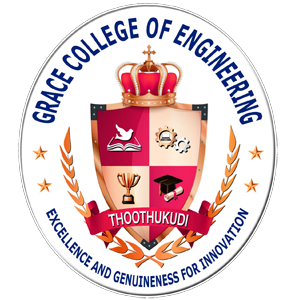 GRACE COLLEGE OF ENGINEERING
THOOTHUKUDI
EXCELLENCE AND GENUINENESS FOR INNOVATION